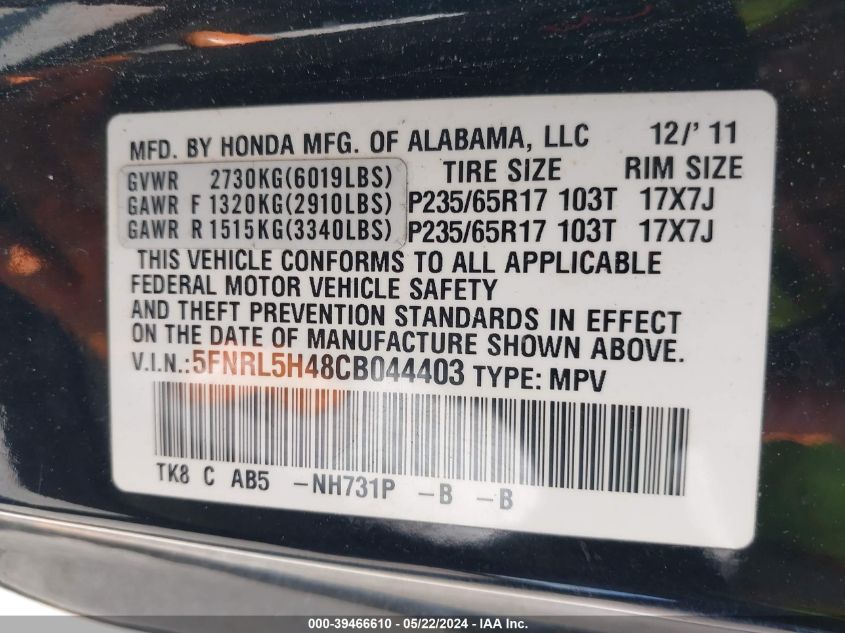 MFD. BY HONDA MFG. OF ALABAMA, LLC 12/'11
GVWR 2730KG(6019LBS) TIRE SIZE RIM SIZE
GAWR F 1320KG(2910LBS) P235/65R17 103T 17X7J
GAWR R 1515KG(3340LBS) P235/65R17 103T 17X7J
THIS VEHICLE CONFORMS TO ALL APPLICABLE
FEDERAL MOTOR VEHICLE SAFETY
AND THEFT PREVENTION STANDARDS IN EFFECT
ON THE DATE OF MANUFACTURE SHOWN ABOVE.
V.I.N.:5FNRL5H48CB044403 TYPE: MPV
TK8 C AB5 -NH731P -B -B
000-39466610 - 05/22/2024 - IAAI Inc.